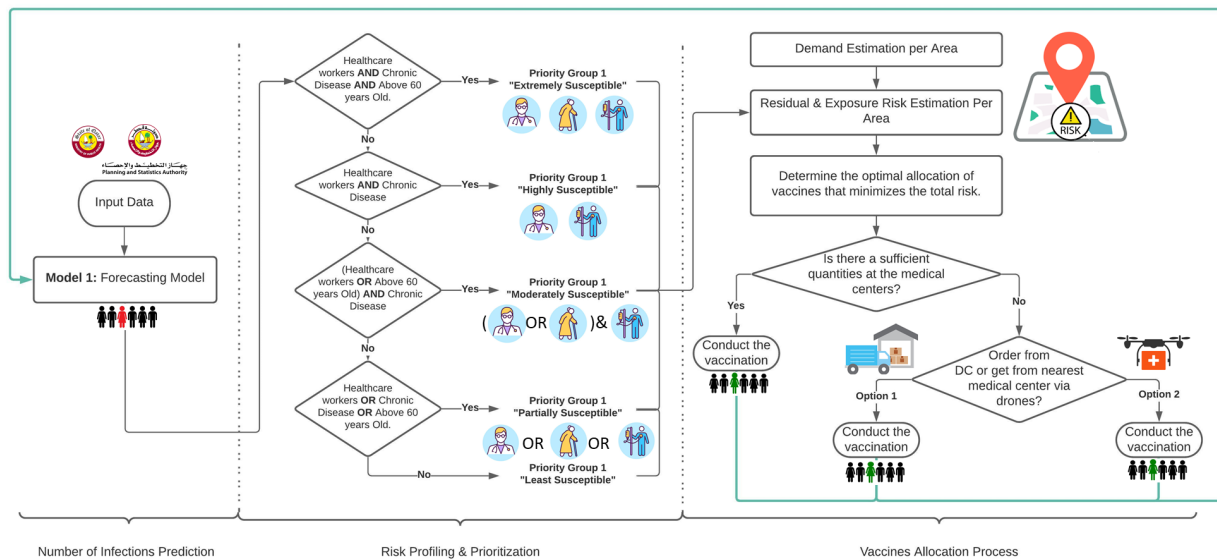 جهاز التخطيط والإحصاء
Planning and Statistics Authority
Input Data
Model 1: Forecasting Model
Number of Infections Prediction
Healthcare
workers AND Chronic
Disease AND Above 60
years Old.
Yes
Priority Group 1
"Extremely Susceptible"
No
Healthcare
workers AND Chronic
Disease
Yes
Priority Group 1
"Highly Susceptible"
No
(Healthcare
workers OR Above 60
years Old) AND Chronic
Disease
Yes
Priority Group 1
"Moderately Susceptible"
( OR )&
No
Healthcare
workers OR Chronic
Disease OR Above 60
years Old.
Yes
Priority Group 1
"Partially Susceptible"
OR OR
No
Priority Group 1
"Least Susceptible"
Risk Profiling & Prioritization
Demand Estimation per Area
Residual & Exposure Risk Estimation Per
Area
RISK
Determine the optimal allocation of
vaccines that minimizes the total risk.
Is there a sufficient
quantities at the medical
centers?
Yes
No
Conduct the
vaccination
Order from
DC or get from nearest
medical center via
drones?
Option 1
Option 2
Conduct the
vaccination
Conduct the
vaccination
Vaccines Allocation Process